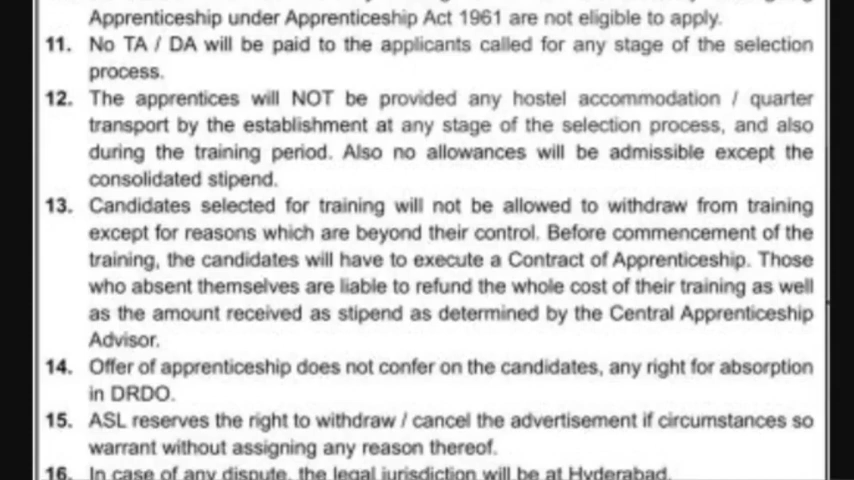 Apprenticeship under Apprenticeship Act 1961 are not eligible to apply.
11. No TA / DA will be paid to the applicants called for any stage of the selection
process.
12. The apprentices will NOT be provided any hostel accommodation / quarter
transport by the establishment at any stage of the selection process, and also
during the training period. Also no allowances will be admissible except the
consolidated stipend.
13. Candidates selected for training will not be allowed to withdraw from training
except for reasons which are beyond their control. Before commencement of the
training, the candidates will have to execute a Contract of Apprenticeship. Those
who absent themselves are liable to refund the whole cost of their training as well
as the amount received as stipend as determined by the Central Apprenticeship
Advisor.
14. Offer of apprenticeship does not confer on the candidates, any right for absorption
in DRDO.
15. ASL reserves the right to withdraw / cancel the advertisement if circumstances so
warrant without assigning any reason thereof.
16. In case of any dispute, the legal jurisdiction will be at Hyderabad.